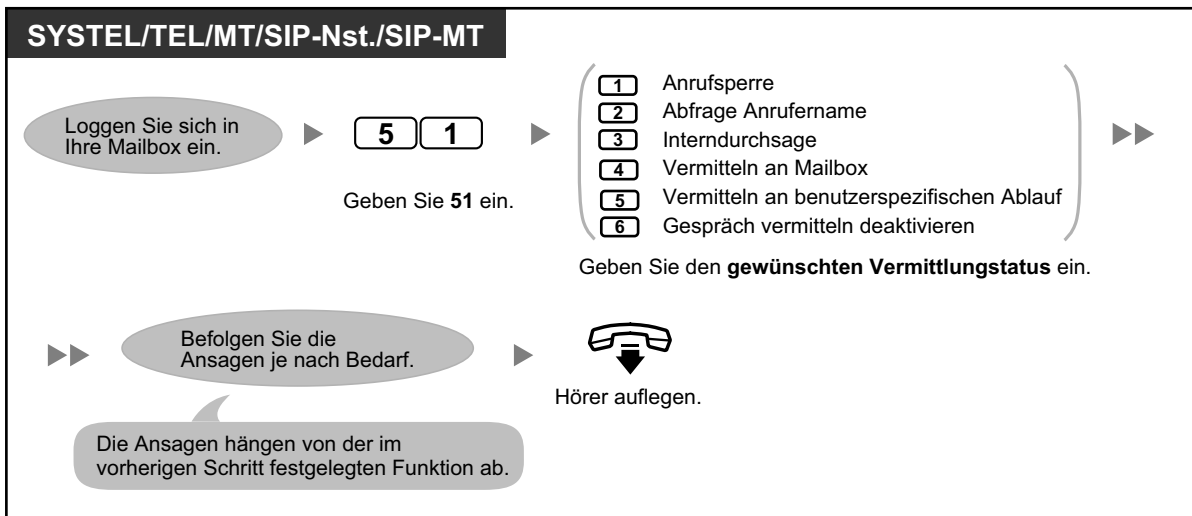 SYSTEL/TEL/MT/SIP-Nst./SIP-MT
Loggen Sie sich in
Ihre Mailbox ein.
5 1
Geben Sie 51 ein.
1 Anrufsperre
2 Abfrage Anrufername
3 Interndurchsage
4 Vermitteln an Mailbox
5 Vermitteln an benutzerspezifischen Ablauf
6 Gespräch vermitteln deaktivieren
Geben Sie den gewünschten Vermittlungstatus ein.
Befolgen Sie die
Ansagen je nach Bedarf.
Hörer auflegen.
Die Ansagen hängen von der im
vorherigen Schritt festgelegten Funktion ab.